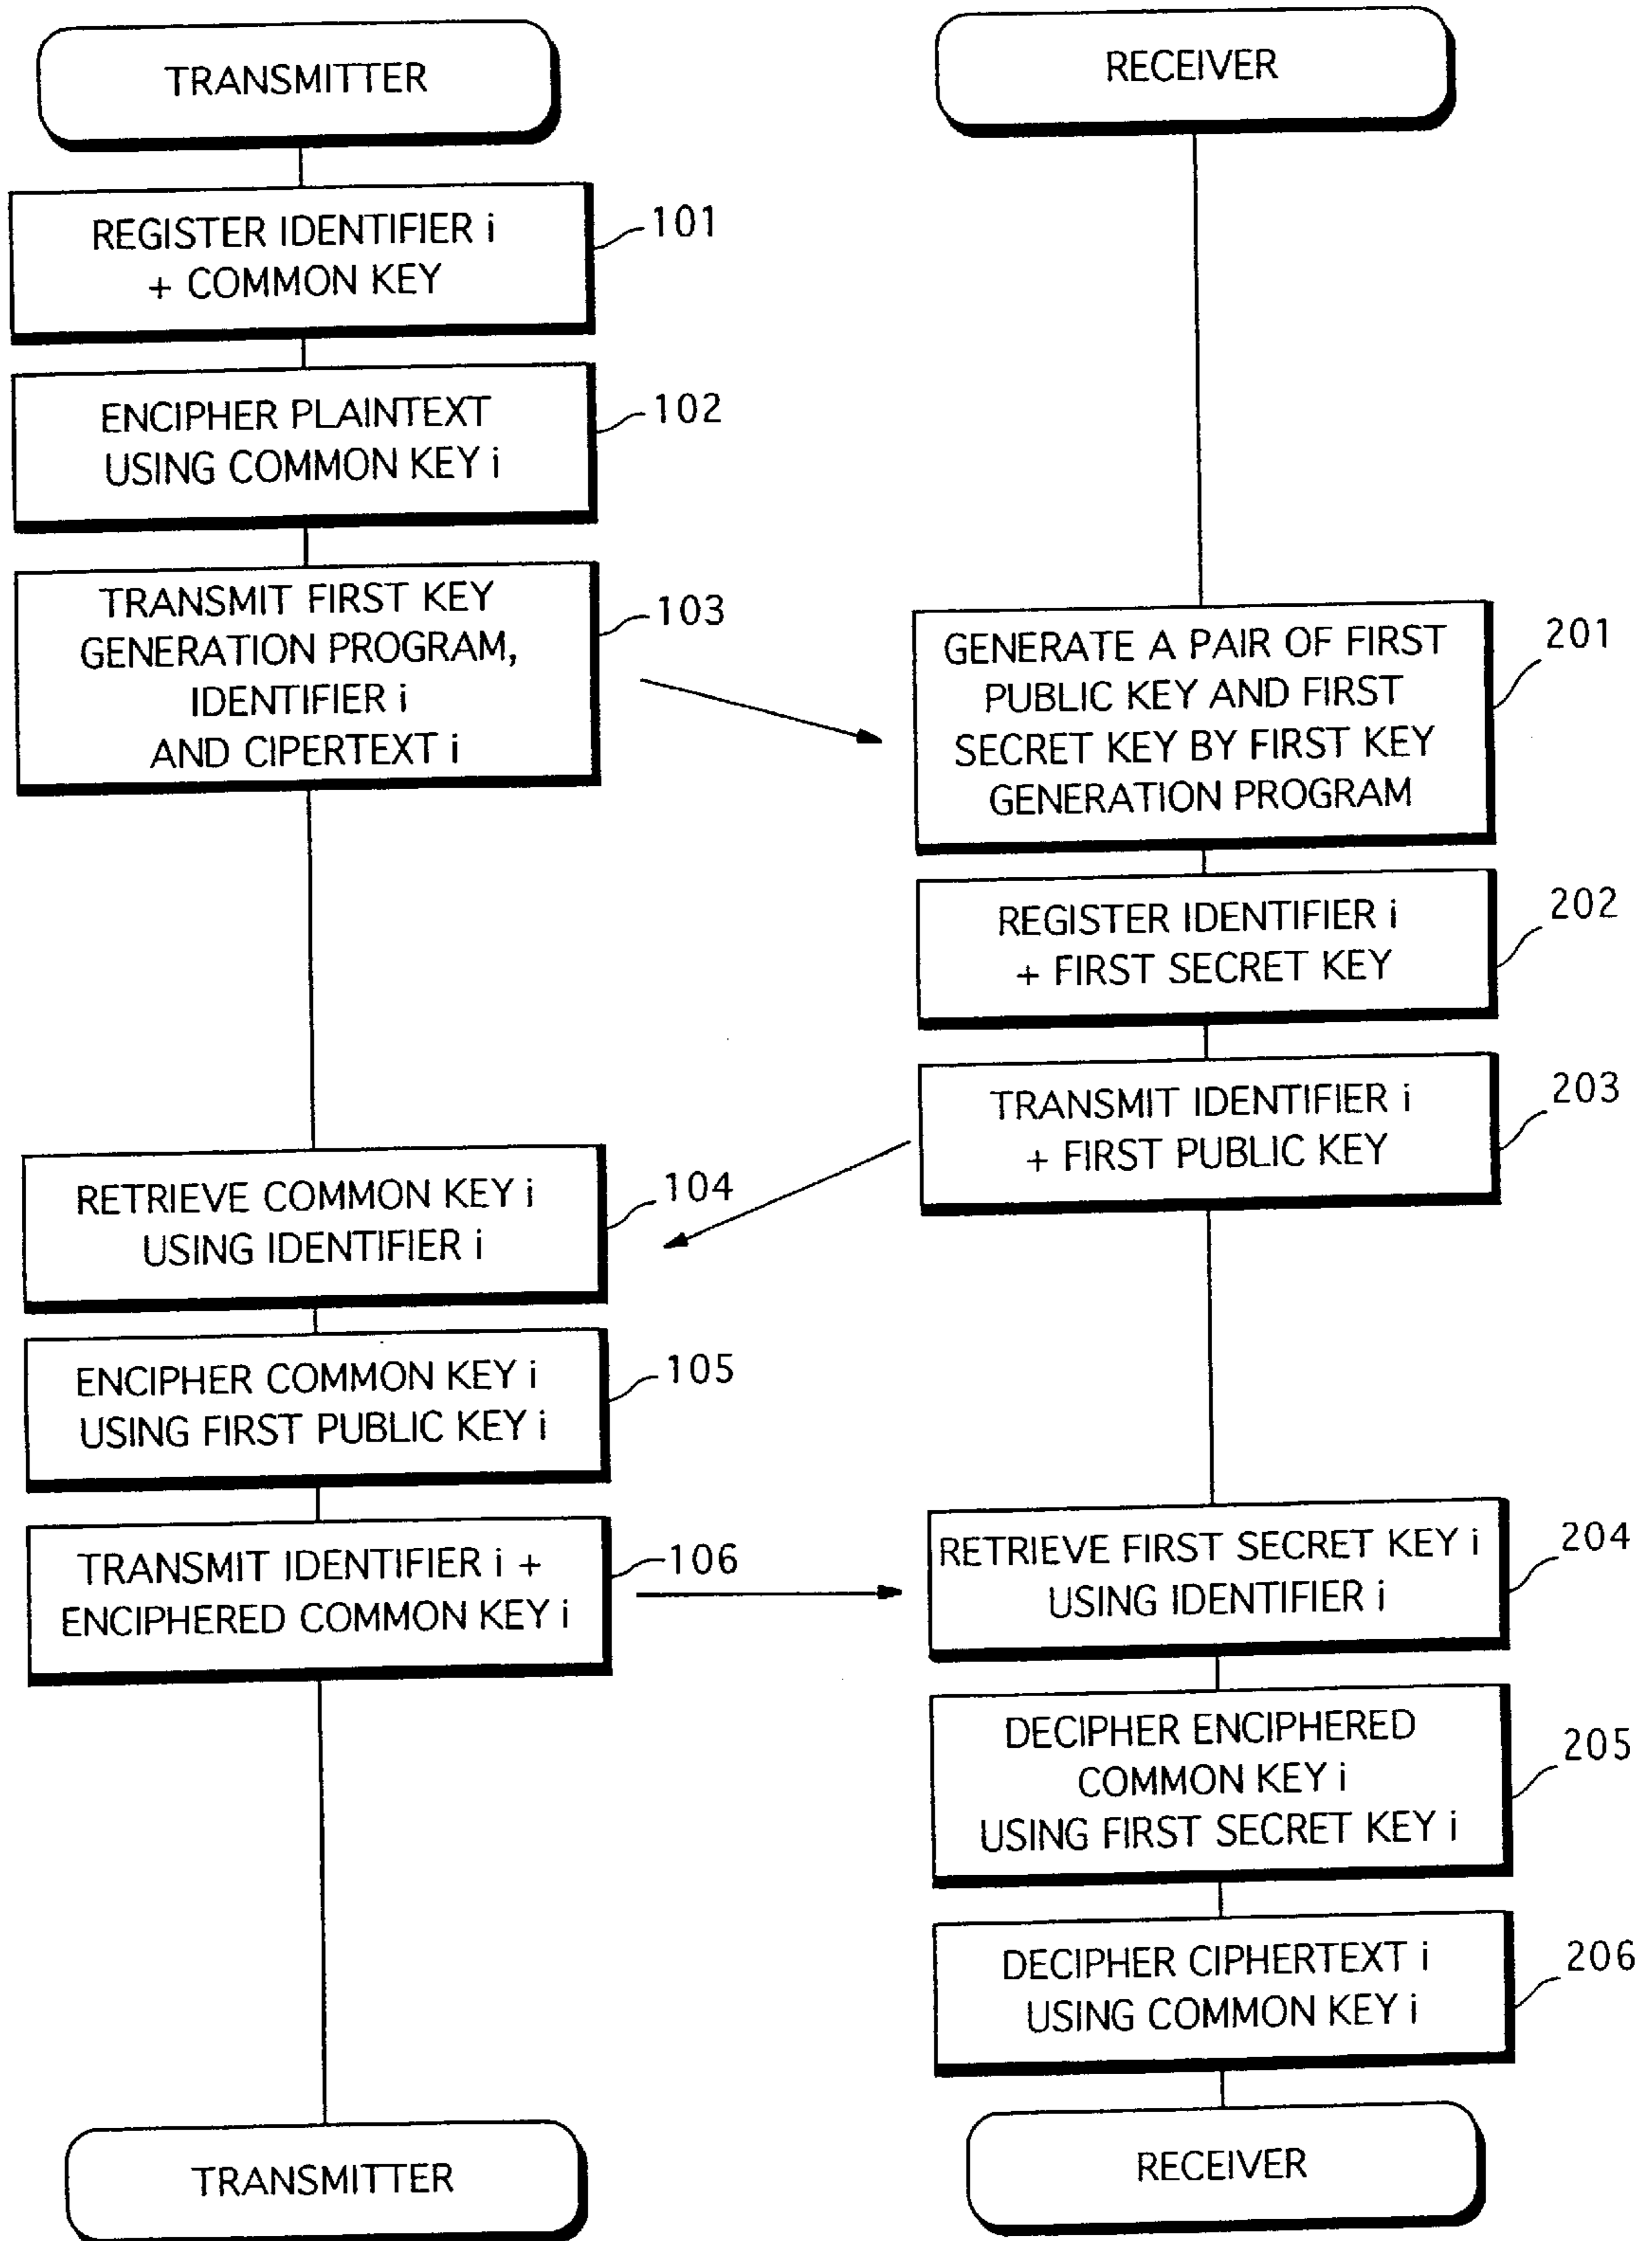 TRANSMITTER
REGISTER IDENTIFIER i
+ COMMON KEY
101
ENCIPHER PLAINTEXT
USING COMMON KEY i
102
TRANSMIT FIRST KEY
GENERATION PROGRAM,
IDENTIFIER i
AND CIPERTEXT i
103
RETRIEVE COMMON KEY i
USING IDENTIFIER i
104
ENCIPHER COMMON KEY i
USING FIRST PUBLIC KEY i
105
TRANSMIT IDENTIFIER i +
ENCIPHERED COMMON KEY i
106
TRANSMITTER
RECEIVER
GENERATE A PAIR OF FIRST
PUBLIC KEY AND FIRST
SECRET KEY BY FIRST KEY
GENERATION PROGRAM
201
REGISTER IDENTIFIER i
+ FIRST SECRET KEY
202
TRANSMIT IDENTIFIER i
+ FIRST PUBLIC KEY
203
RETRIEVE FIRST SECRET KEY i
USING IDENTIFIER i
204
DECIPHER ENCIPHERED
COMMON KEY i
USING FIRST SECRET KEY i
205
DECIPHER CIPHERTEXT i
USING COMMON KEY i
206
RECEIVER